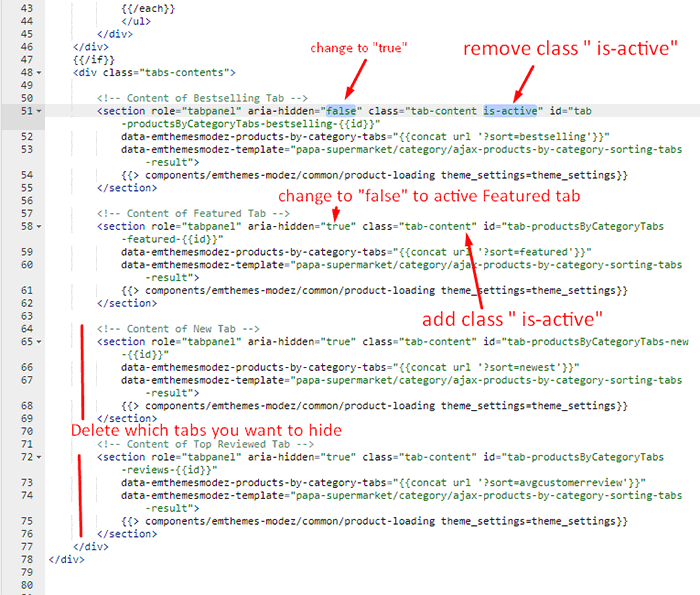 43 {{/each}}
44 </ul>
45 </div>
46 </div>
change to "true"
remove class " is-active"
47 {{/if}}
48 <div class="tabs-contents">
49
50 <!-- Content of Bestselling Tab -->
51 <section role="tabpanel" aria-hidden="false" class="tab-content is-active" id="tab
-productsByCategoryTabs-bestselling-{{id}}"
52 data-emthemesmodez-products-by-category-tabs="{{concat url '?sort=bestselling'}}"
53 data-emthemesmodez-template="papa-supermarket/category/ajax-products-by-category-sorting-tabs
-result">
54 {{> components/emthemes-modez/common/product-loading theme_settings=theme_settings}}
55 </section>
56
change to "false" to active Featured tab
57 <!-- Content of Featured Tab -->
58 <section role="tabpanel" aria-hidden="true" class="tab-content" id="tab-productsByCategoryTabs
-featured-{{id}}"
59 data-emthemesmodez-products-by-category-tabs="{{concat url '?sort=featured'}}"
60 data-emthemesmodez-template="papa-supermarket/category/ajax-products-by-category-sorting-tabs
-result">
61 {{> components/emthemes-modez/common/product-loading theme_settings=theme_settings}}
62 </section>
63
add class " is-active"
64 <!-- Content of New Tab -->
65 <section role="tabpanel" aria-hidden="true" class="tab-content" id="tab-productsByCategoryTabs-new
-{{id}}"
66 data-emthemesmodez-products-by-category-tabs="{{concat url '?sort=newest'}}"
67 data-emthemesmodez-template="papa-supermarket/category/ajax-products-by-category-sorting-tabs
-result">
68 {{> components/emthemes-modez/common/product-loading theme_settings=theme_settings}}
69 </section>
70
Delete which tabs you want to hide
71 <!-- Content of Top Reviewed Tab -->
72 <section role="tabpanel" aria-hidden="true" class="tab-content" id="tab-productsByCategoryTabs
-reviews-{{id}}"
73 data-emthemesmodez-products-by-category-tabs="{{concat url '?sort=avgcustomerreview'}}"
74 data-emthemesmodez-template="papa-supermarket/category/ajax-products-by-category-sorting-tabs
-result">
75 {{> components/emthemes-modez/common/product-loading theme_settings=theme_settings}}
76 </section>
77 </div>
78 </div>
79
80